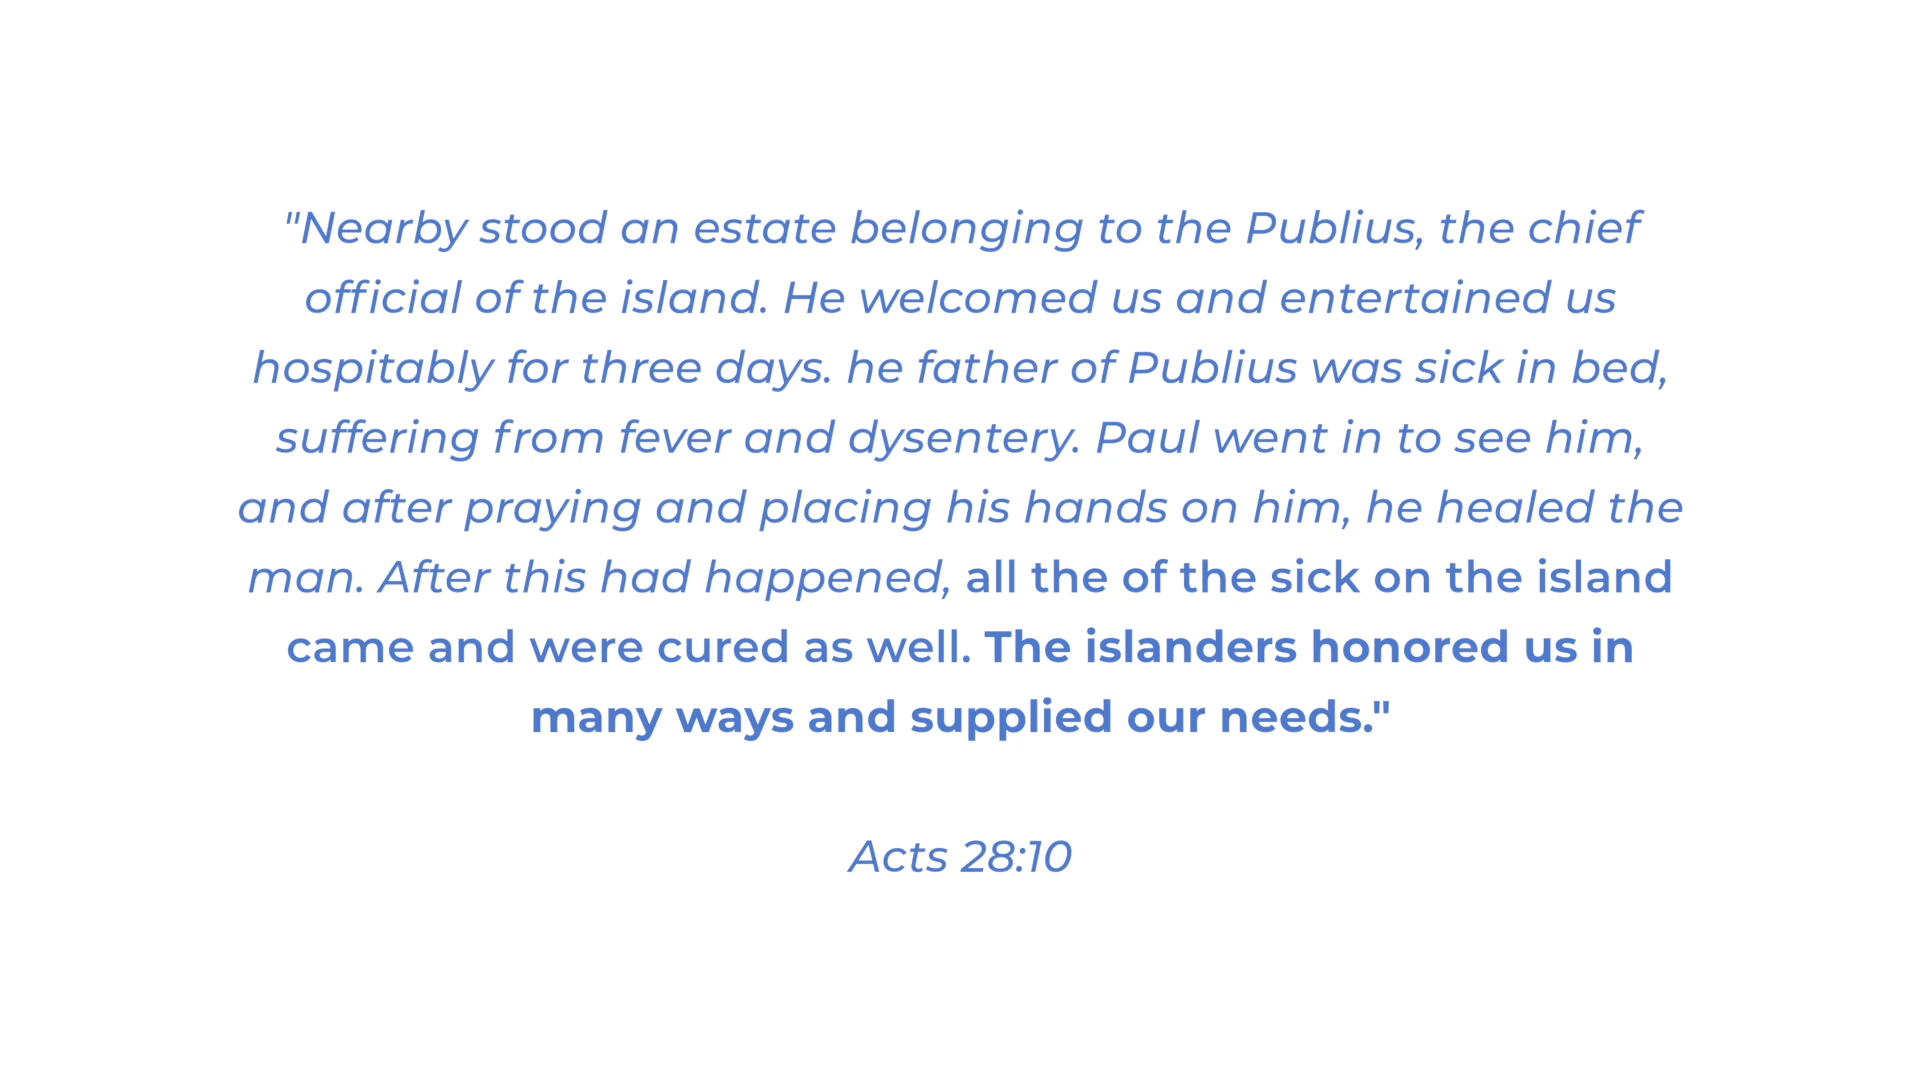 "Nearby stood an estate belonging to the Publius, the chief
official of the island. He welcomed us and entertained us
hospitably for three days. he father of Publius was sick in bed,
suffering from fever and dysentery. Paul went in to see him,
and after praying and placing his hands on him, he healed the
man. After this had happened, all the of the sick on the island
came and were cured as well. The islanders honored us in
many ways and supplied our needs."
Acts 28:10